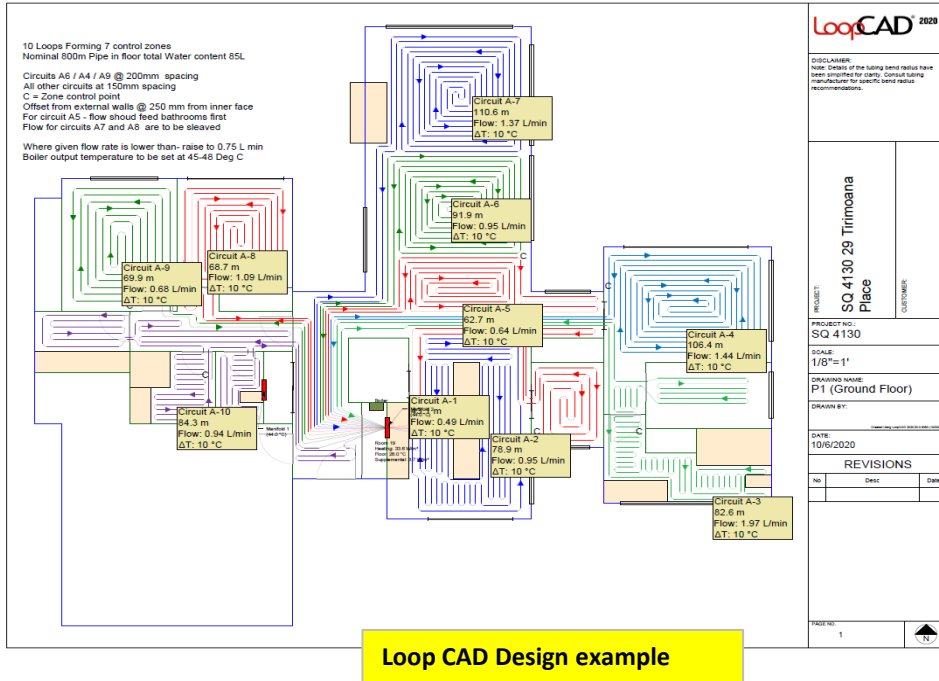 10 Loops Forming 7 control zones
Nominal 800m Pipe in floor total Water content 85L
Circuits A6 / A4 / A9 @ 200mm spacing
All other circuits at 150mm spacing
C = Zone control point
Offset from external walls @ 250 mm from inner face
For circuit A5 - flow shoud feed bathrooms first
Flow for circuits A7 and A8 are to be sleaved
Where given flow rate is lower than- raise to 0.75 L min
Boiler output temperature to be set at 45-48 Deg C
Circuit A-7
110.6 m
Flow: 1.37 L/min
ΔT: 10 °C
Circuit A-6
91.9 m
Flow: 0.95 L/min
ΔT: 10 °C
Circuit A-9
69.9 m
Flow: 0.68 L/min
ΔT: 10 °C
Circuit A-8
68.7 m
Flow: 1.09 L/min
ΔT: 10 °C
C
C
Circuit A-5
62.7 m
Flow: 0.64 L/min
ΔT: 10 °C
Circuit A-4
106.4 m
Flow: 1.44 L/min
ΔT: 10 °C
C
Circuit A-10
84.3 m
Flow: 0.94 L/min
ΔT: 10 °C
Manifold 1
Boiler
Circuit A-1
Flow: 0.49 L/min
ΔT: 10 °C
Circuit A-2
78.9 m
Flow: 0.95 L/min
ΔT: 10 °C
C
Circuit A-3
82.6 m
Flow: 1.97 L/min
ΔT: 10 °C
LoopCAD 2020
DISCLAIMER:
Note: Details of the tubing bend radius have
been simplified for clarity. Consult tubing
manufacturer for specific bend radius
recommendations.
PROJECT:
SQ 4130 29 Tirimoana
Place
CUSTOMER:
PROJECT NO.:
SQ 4130
SCALE:
1/8"=1'
DRAWING NAME:
P1 (Ground Floor)
DRAWN BY:
DATE:
10/6/2020
REVISIONS
No Desc Date
PAGE NO.
1
N
Loop CAD Design example